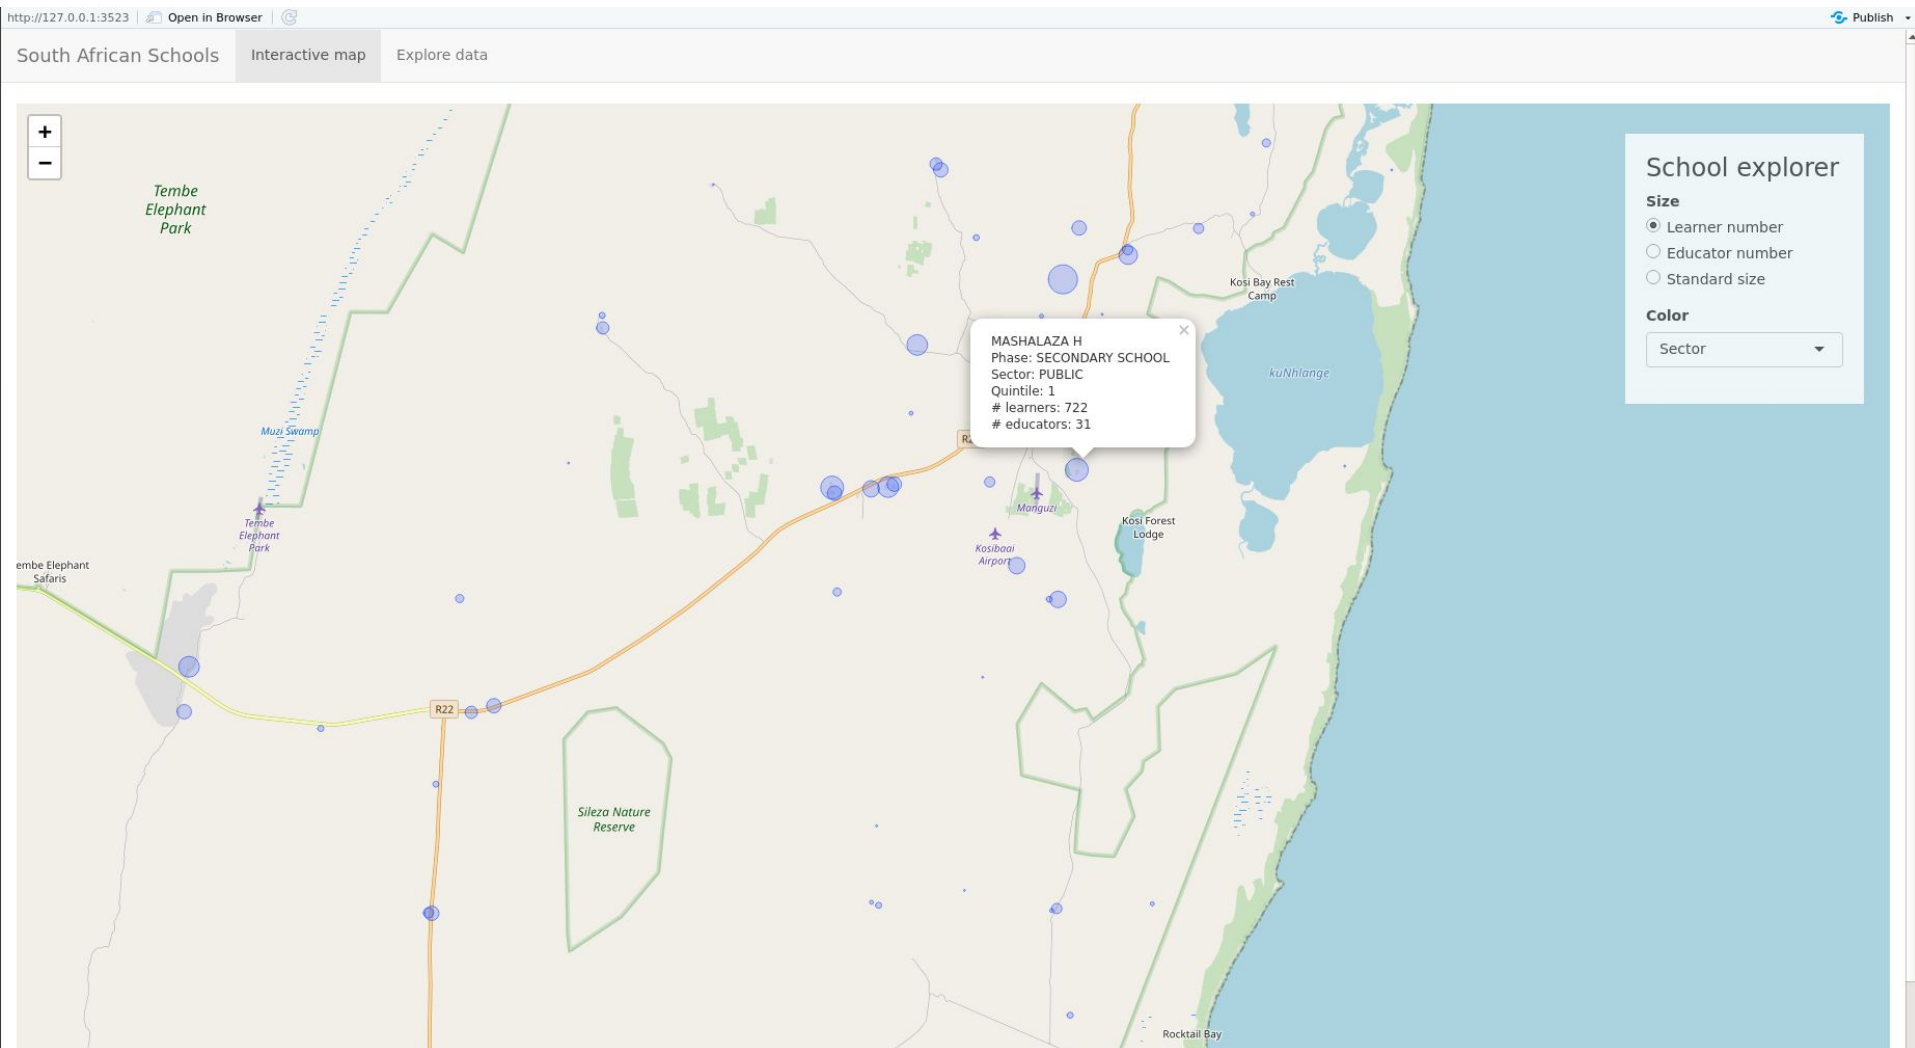 http://127.0.0.1:3523 Open in Browser Publish
South African Schools Interactive map Explore data
+
−
School explorer
Size
Learner number
Educator number
Standard size
Color
Sector
Tembe
Elephant
Park
Kosi Bay Rest
Camp
×
MASHALAZA H
Phase: SECONDARY SCHOOL
Sector: PUBLIC
Quintile: 1
# learners: 722
# educators: 31
kuNhlange
Muzi Swamp
Manguzi
Tembe
Elephant
Park
Kosi Forest
Lodge
Kosibaai
Airport
embe Elephant
Safaris
R22
Sileza Nature
Reserve
Rocktail Bay